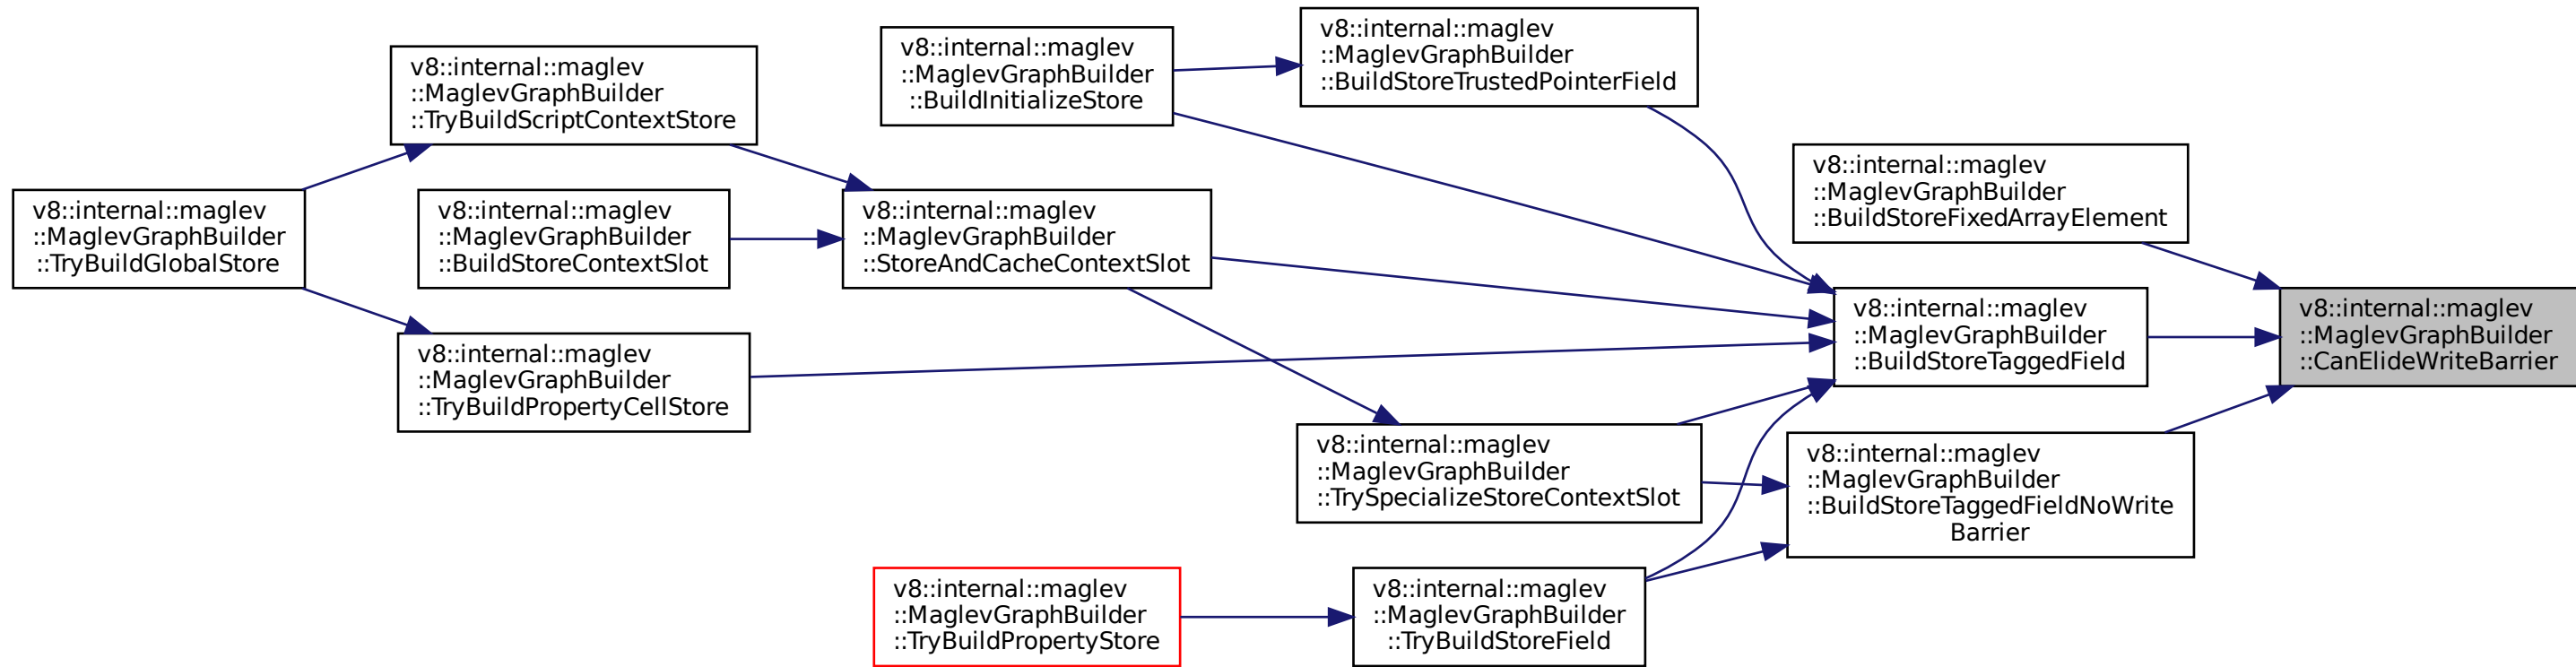 v8::internal::maglev
::MaglevGraphBuilder
::TryBuildGlobalStore
v8::internal::maglev
::MaglevGraphBuilder
::TryBuildScriptContextStore
v8::internal::maglev
::MaglevGraphBuilder
::BuildStoreContextSlot
v8::internal::maglev
::MaglevGraphBuilder
::TryBuildPropertyCellStore
v8::internal::maglev
::MaglevGraphBuilder
::BuildInitializeStore
v8::internal::maglev
::MaglevGraphBuilder
::StoreAndCacheContextSlot
v8::internal::maglev
::MaglevGraphBuilder
::TryBuildPropertyStore
v8::internal::maglev
::MaglevGraphBuilder
::BuildStoreTrustedPointerField
v8::internal::maglev
::MaglevGraphBuilder
::TrySpecializeStoreContextSlot
v8::internal::maglev
::MaglevGraphBuilder
::TryBuildStoreField
v8::internal::maglev
::MaglevGraphBuilder
::BuildStoreFixedArrayElement
v8::internal::maglev
::MaglevGraphBuilder
::BuildStoreTaggedField
v8::internal::maglev
::MaglevGraphBuilder
::BuildStoreTaggedFieldNoWrite
Barrier
v8::internal::maglev
::MaglevGraphBuilder
::CanElideWriteBarrier